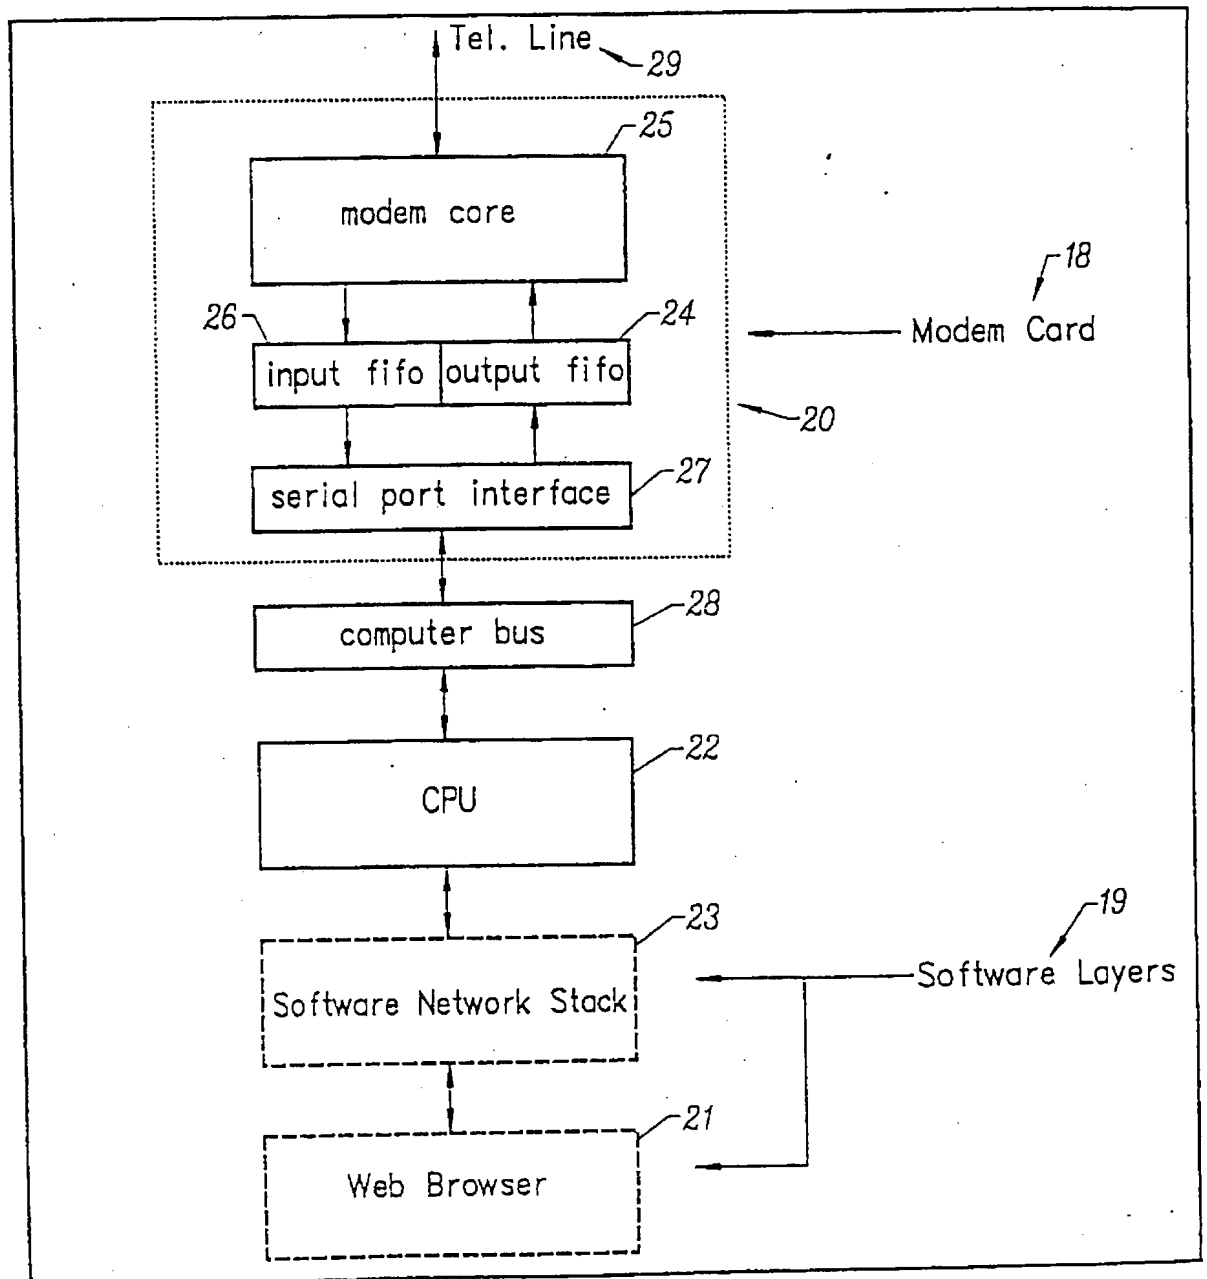 Tel. Line
29
25
modem core
18
26
24
Modem Card
input fifo
output fifo
20
27
serial port interface
28
computer bus
22
CPU
23
19
Software Layers
Software Network Stack
21
Web Browser